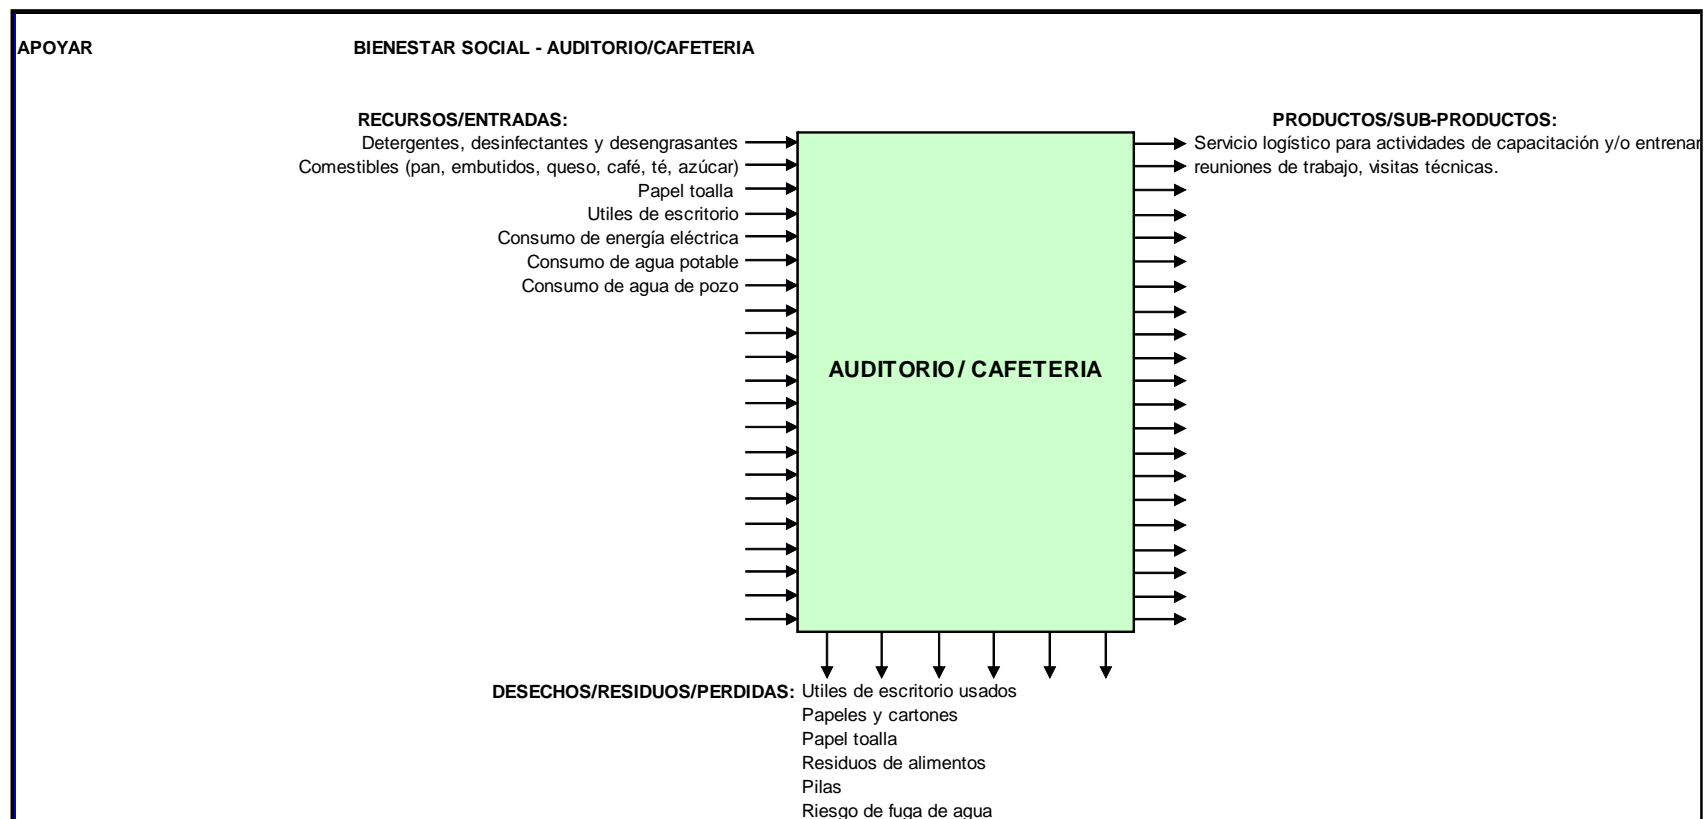 APOYAR
BIENESTAR SOCIAL - AUDITORIO/CAFETERIA
RECURSOS/ENTRADAS:
Detergentes, desinfectantes y desengrasantes
Comestibles (pan, embutidos, queso, café, té, azúcar)
Papel toalla
Utiles de escritorio
Consumo de energía eléctrica
Consumo de agua potable
Consumo de agua de pozo
AUDITORIO/ CAFETERIA
PRODUCTOS/SUB-PRODUCTOS:
Servicio logístico para actividades de capacitación y/o entrenar
reuniones de trabajo, visitas técnicas.
DESECHOS/RESIDUOS/PERDIDAS: Utiles de escritorio usados
Papeles y cartones
Papel toalla
Residuos de alimentos
Pilas
Riesgo de fuga de agua